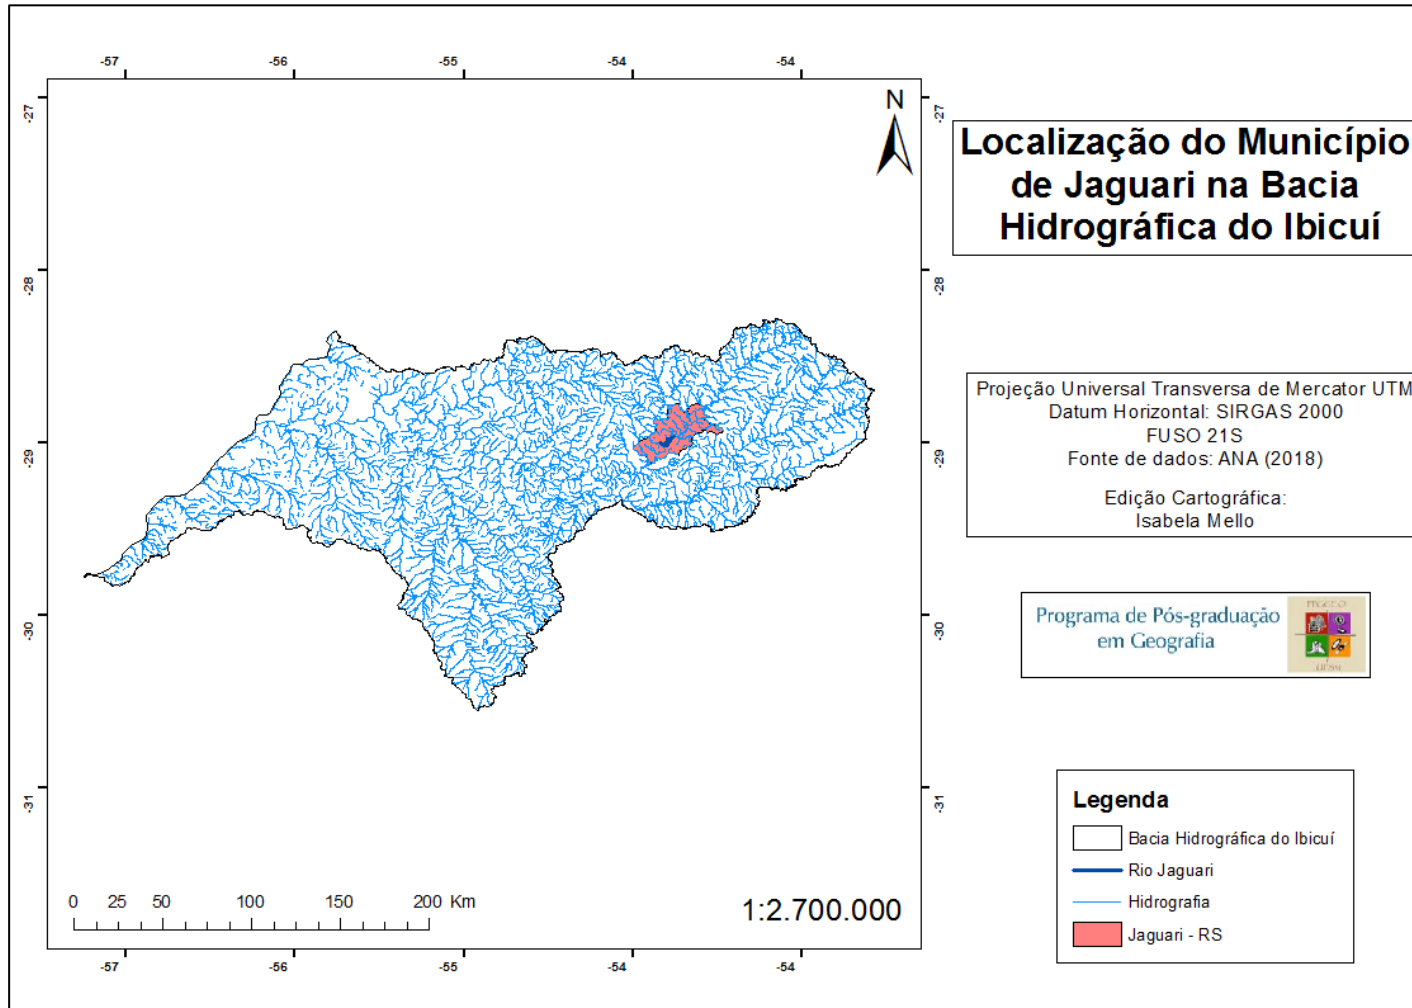 -57 -56 -55 -54 -54
-27 -27
N
-28 -28
-29 -29
-30 -30
-31 -31
0 25 50 100 150 200 Km
1:2.700.000
-57 -56 -55 -54 -54
Localização do Município
de Jaguari na Bacia
Hidrográfica do Ibicuí
Projeção Universal Transversa de Mercator UTM
Datum Horizontal: SIRGAS 2000
FUSO 21S
Fonte de dados: ANA (2018)
Edição Cartográfica:
Isabela Mello
Programa de Pós-graduação
em Geografia
Legenda
Bacia Hidrográfica do Ibicuí
Rio Jaguari
Hidrografia
Jaguari - RS